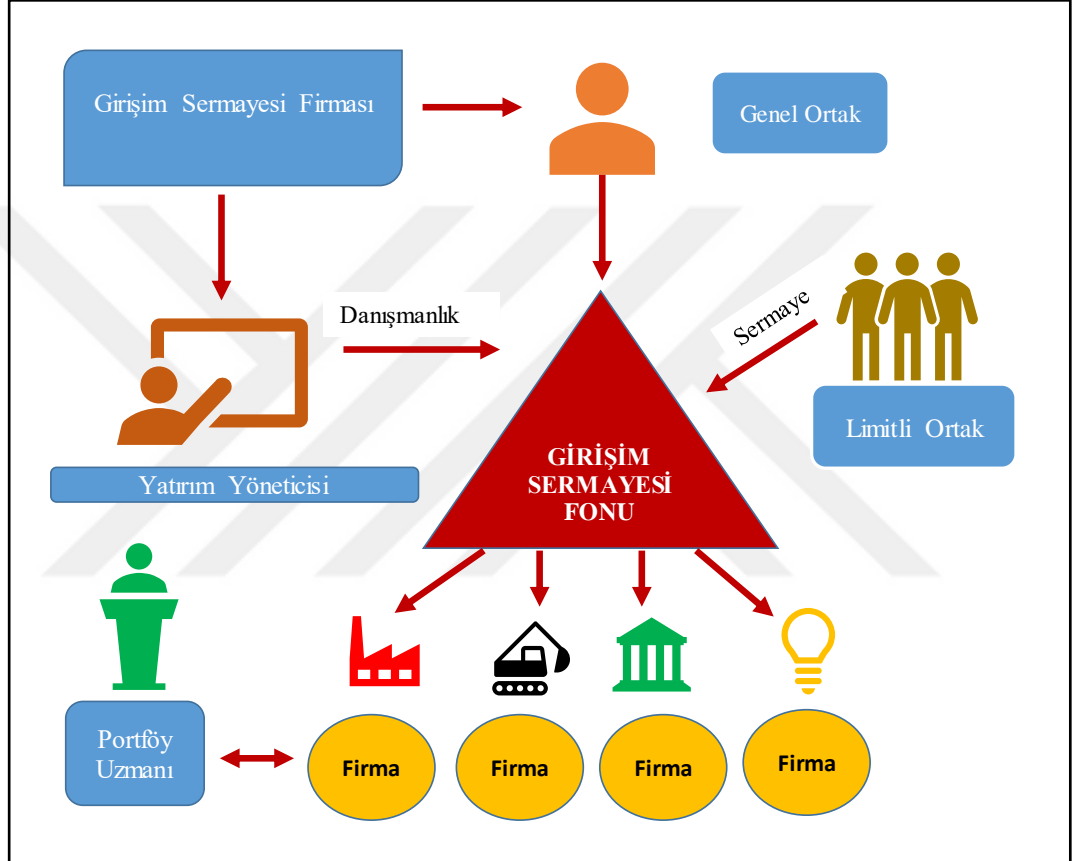 Girişim Sermayesi Firması
Genel Ortak
Danışmanlık
Sermaye
Limitli Ortak
Yatırım Yöneticisi
GİRİŞİM
SERMAYESİ
FONU
Portföy
Uzmanı
Firma
Firma
Firma
Firma